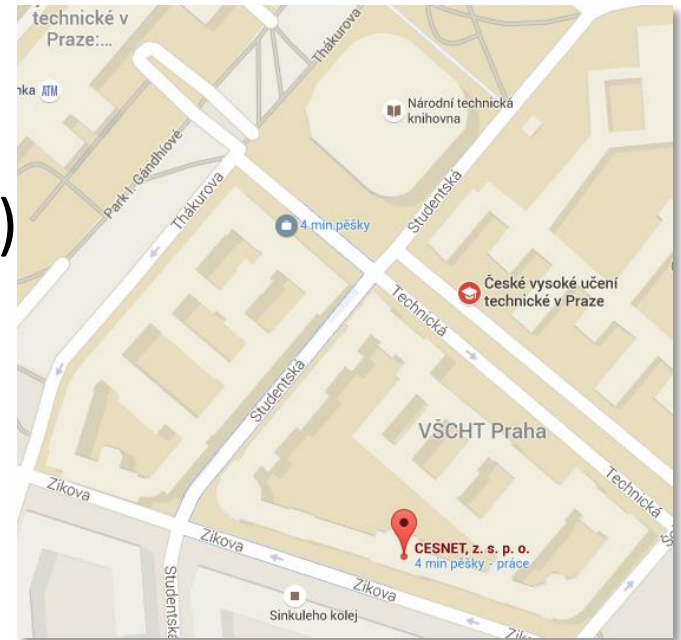 technické v
Praze:...
nka ATM
Thákurova
Národní technická
knihovna
Park I. Gándhíové
Thákurova
Studentská
)
4 min pěšky
České vysoké učení
technické v Praze
Technická
Studentská
VŠCHT Praha
Technická
Zikova
Zikova
CESNET, z. s. p. o.
4 min pěšky - práce
Zikova
Studentská
Sinkuleho kolej